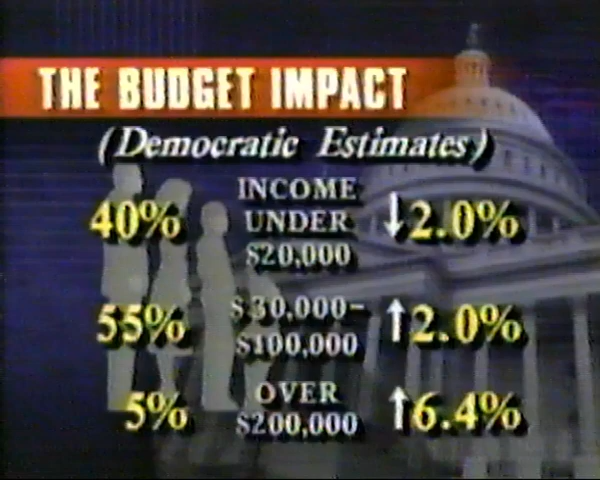 THE BUDGET IMPACT
(Democratic Estimates)
40% INCOME UNDER $20,000 ↓2.0%
55% $30,000-$100,000 ↑2.0%
5% OVER $200,000 ↑6.4%